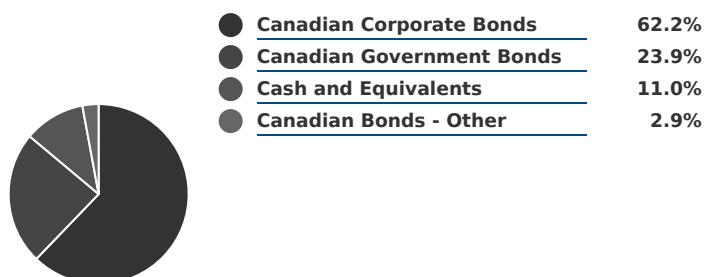 Canadian Corporate Bonds 62.2%
Canadian Government Bonds 23.9%
Cash and Equivalents 11.0%
Canadian Bonds - Other 2.9%